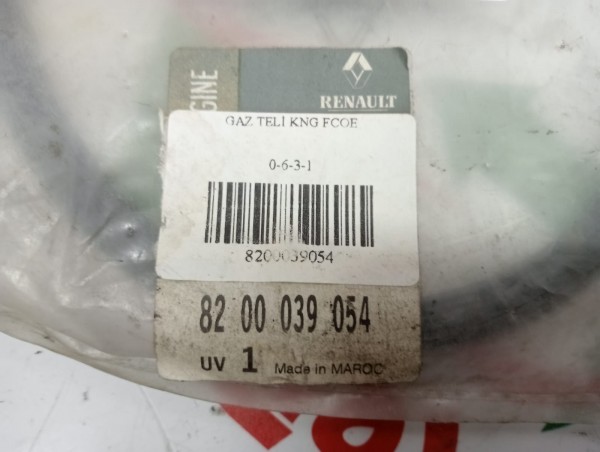 GINE
RENAULT
GAZ TELİ KNG FCOE
0-6-3-1
8200039054
82 00 039 054
UV 1 Made in MAROC